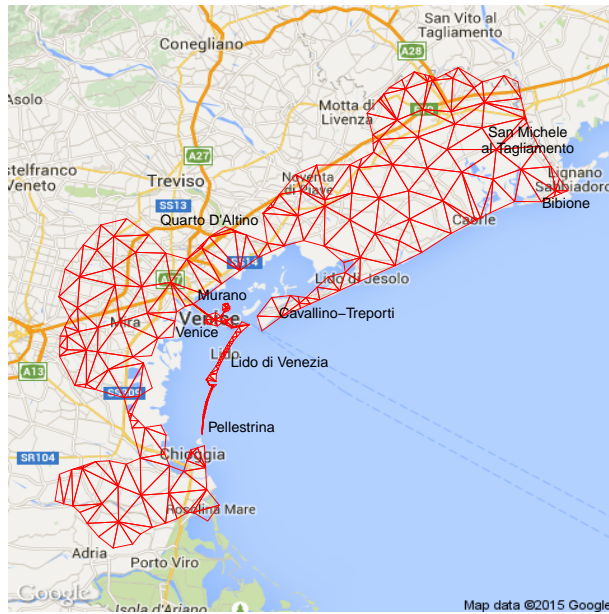 San Vito al
Tagliamento
Conegliano
A28
Asolo
Motta di
Livenza
A28
San Michele
al Tagliamento
A27
Castelfranco
Veneto
Treviso
Noventa
di Piave
Lignano
Sabbiadoro
SS13
Bibione
Quarto D'Altino
Caorle
SS14
A27
Lido di Jesolo
Murano
Cavallino−Treporti
Mira
Venice
Venice
Lido
Lido di Venezia
A13
SS309
Pellestrina
SR104
Chioggia
Rosolina Mare
Adria
Porto Viro
Google
Isola d'Ariano
Map data ©2015 Google